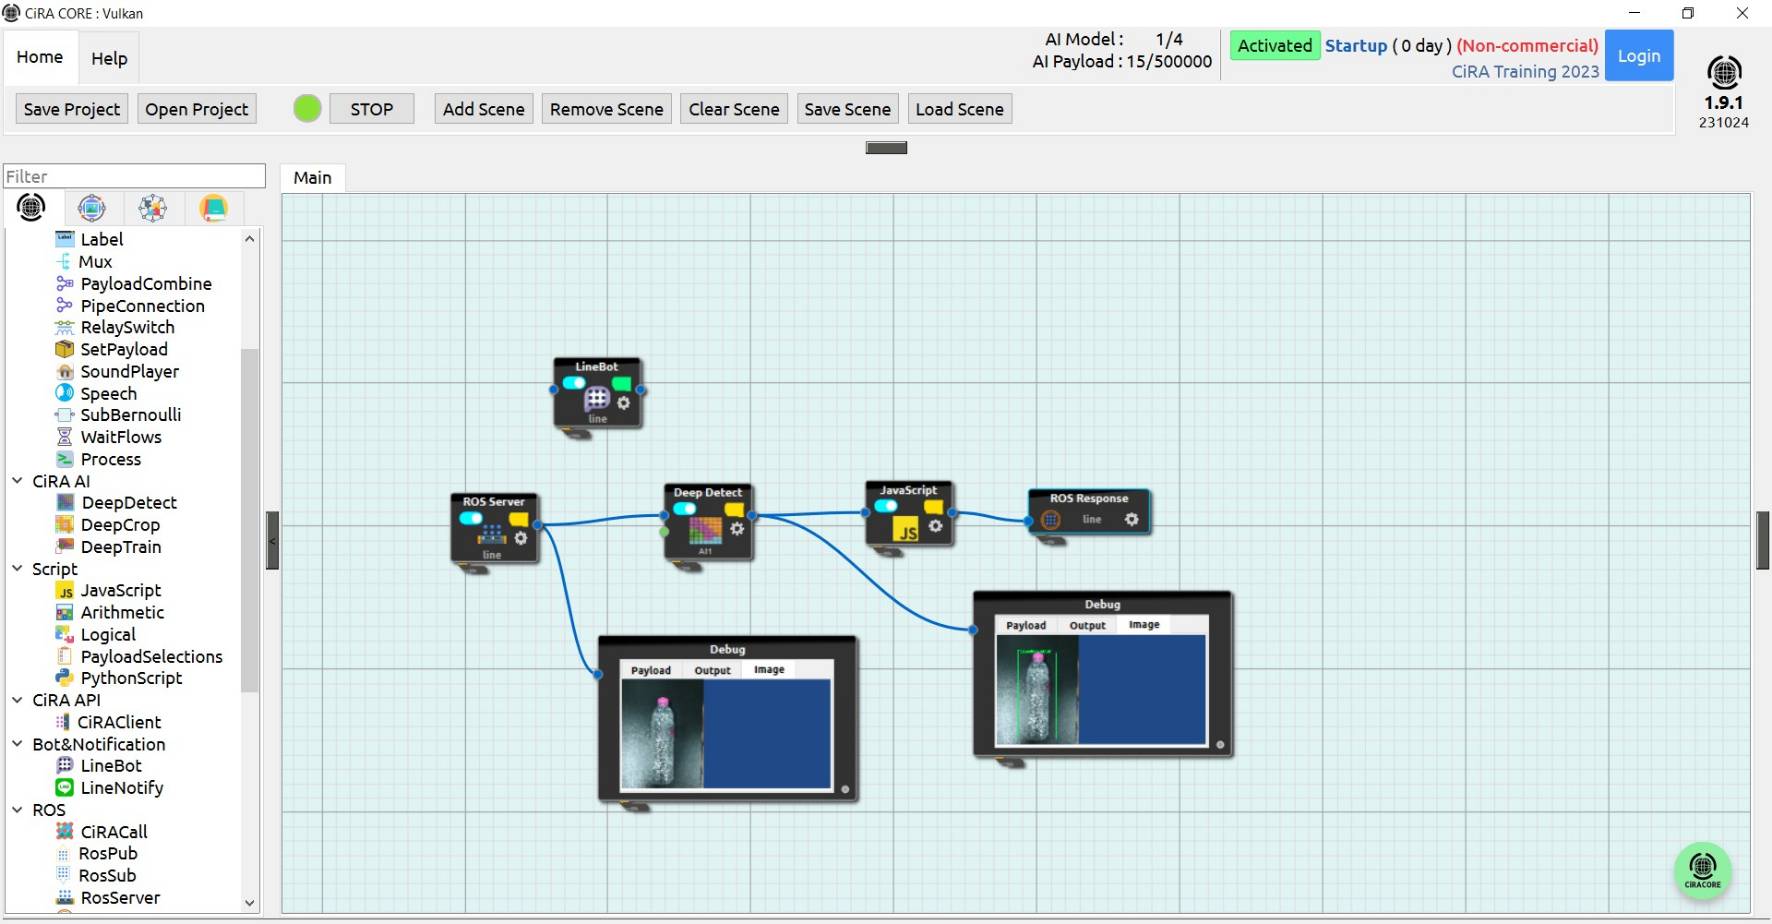 CiRA CORE : Vulkan
Home
Help
AI Model : 1/4
AI Payload : 15/500000
Activated
Startup ( 0 day ) (Non-commercial)
CiRA Training 2023
Login
1.9.1
231024
Save Project
Open Project
STOP
Add Scene
Remove Scene
Clear Scene
Save Scene
Load Scene
Filter
Label
Mux
PayloadCombine
PipeConnection
RelaySwitch
SetPayload
SoundPlayer
Speech
SubBernoulli
WaitFlows
Process
CiRA AI
DeepDetect
DeepCrop
DeepTrain
Script
JavaScript
Arithmetic
Logical
PayloadSelections
PythonScript
CiRA API
CiRAClient
Bot&Notification
LineBot
LineNotify
ROS
CiRACall
RosPub
RosSub
RosServer
Main
LineBot
line
ROS Server
line
Deep Detect
AI1
JavaScript
JS
ROS Response
line
Debug
Payload Output Image
Debug
Payload Output Image
CIRACORE